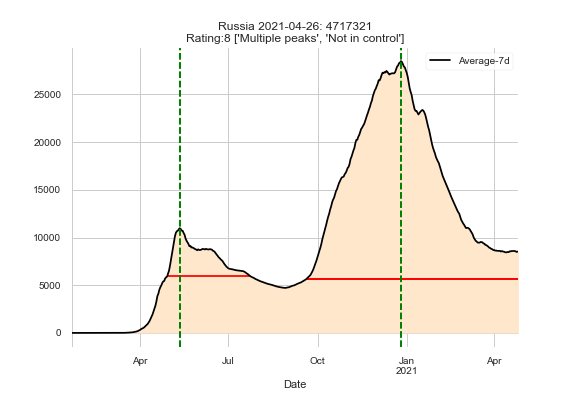 Russia 2021-04-26: 4717321
Rating:8 ['Multiple peaks', 'Not in control']
Average-7d
25000
20000
15000
10000
5000
0
Apr
Jul
Oct
Jan
2021
Apr
Date